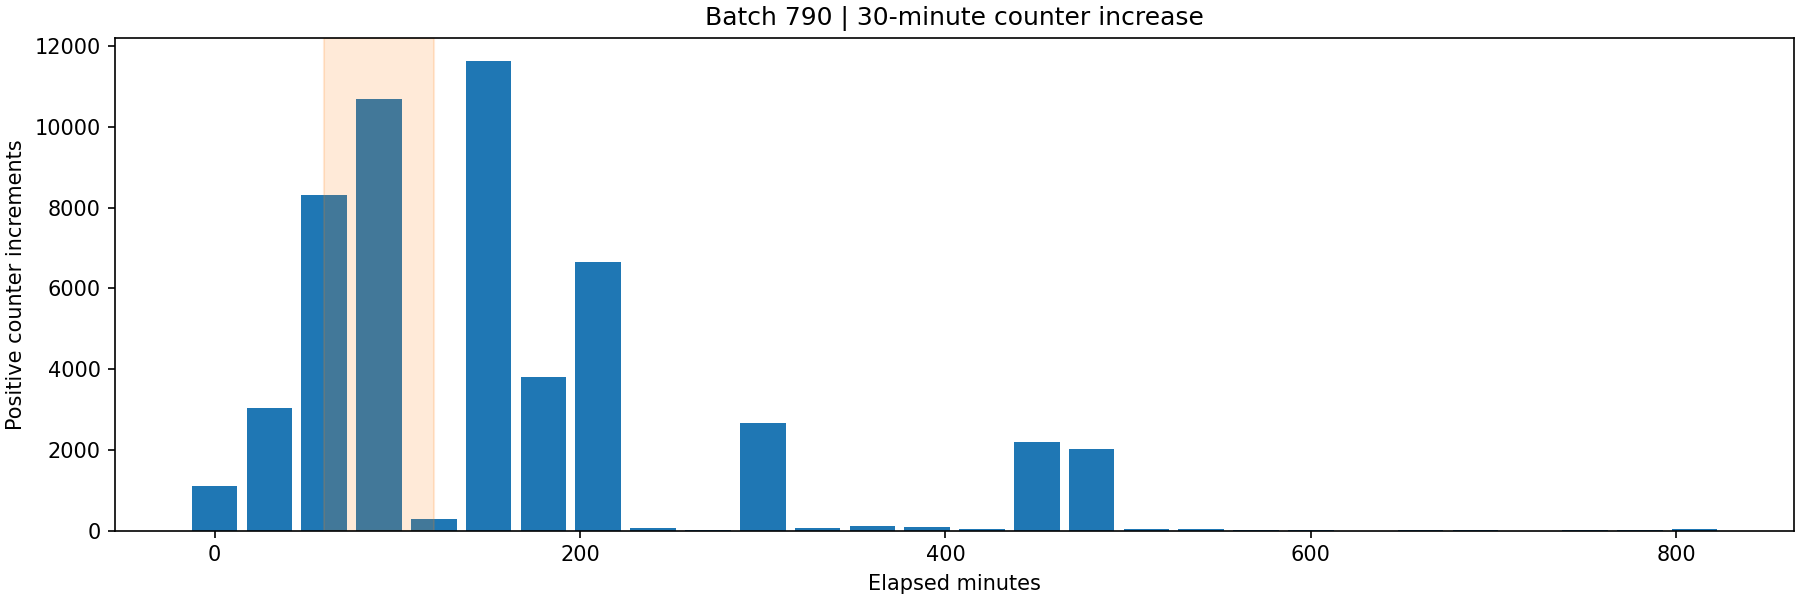 Batch 790 | 30-minute counter increase
Positive counter increments
12000
10000
8000
6000
4000
2000
0
0 200 400 600 800
Elapsed minutes